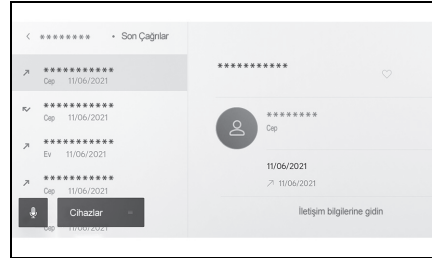 ******** • Son Çağrılar
***********
Cep 11/06/2021
***********
Cep 11/06/2021
***********
Ev 11/06/2021
***********
Cep 11/06/2021
Cihazlar
Cep 11/06/2021
***********
********
Cep
11/06/2021
11/06/2021
İletişim bilgilerine gidin